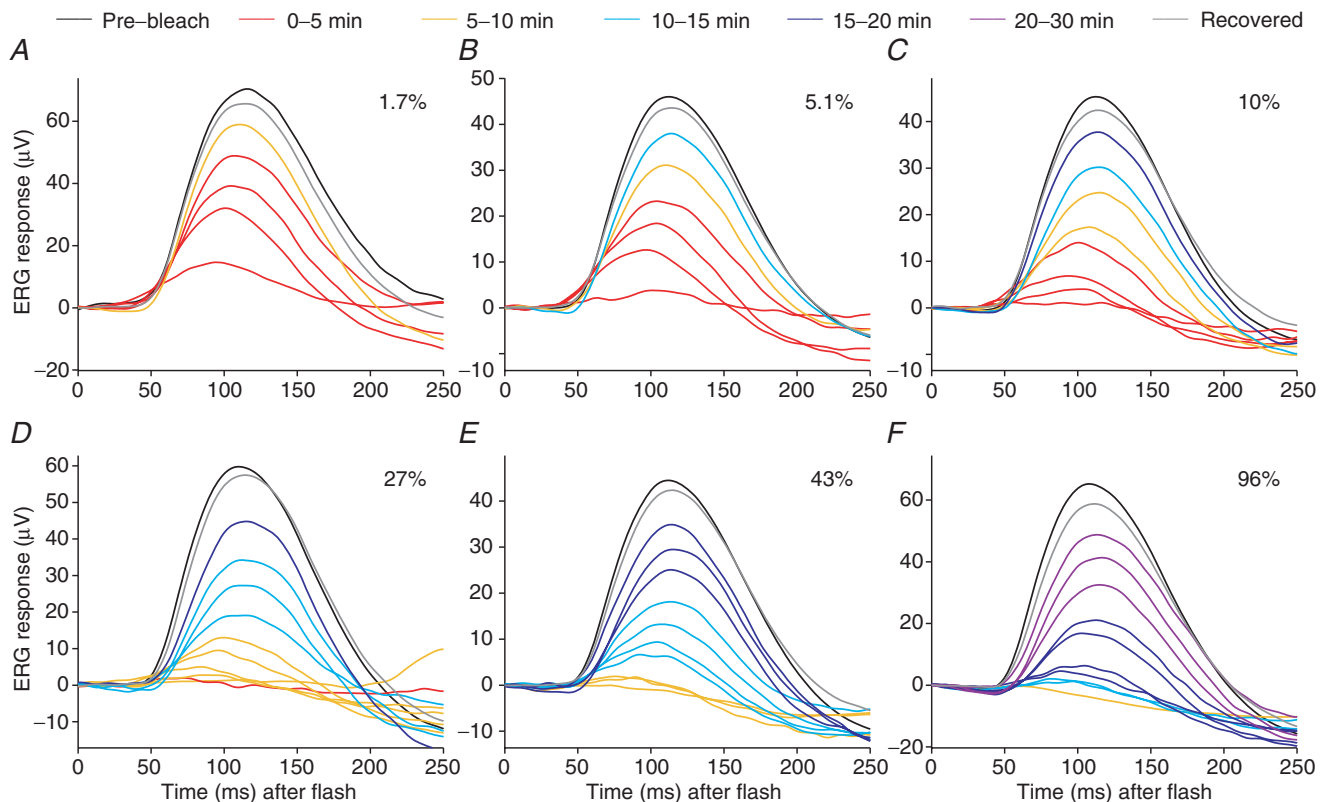 Pre–bleach 0–5 min 5–10 min 10–15 min 15–20 min 20–30 min Recovered
A
1.7%
60
40
20
0
–20
0 50 100 150 200 250
ERG response (µV)
B
5.1%
50
40
30
20
10
0
–10
0 50 100 150 200 250
C
10%
40
30
20
10
0
–10
0 50 100 150 200 250
D
27%
60
50
40
30
20
10
0
–10
0 50 100 150 200 250
ERG response (µV)
Time (ms) after flash
E
43%
40
30
20
10
0
–10
0 50 100 150 200 250
Time (ms) after flash
F
96%
60
40
20
0
–20
0 50 100 150 200 250
Time (ms) after flash